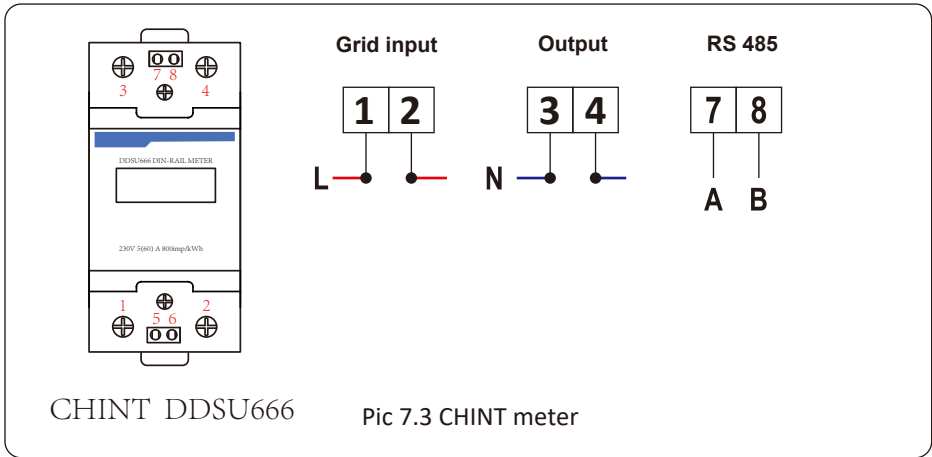 7 8
3 4
DDSU666 DIN-RAIL METER
230V 5(60) A 800imp/kWh
1 2
5 6
CHINT DDSU666
Grid input Output RS 485
1 2 3 4 7 8
L N
A B
Pic 7.3 CHINT meter